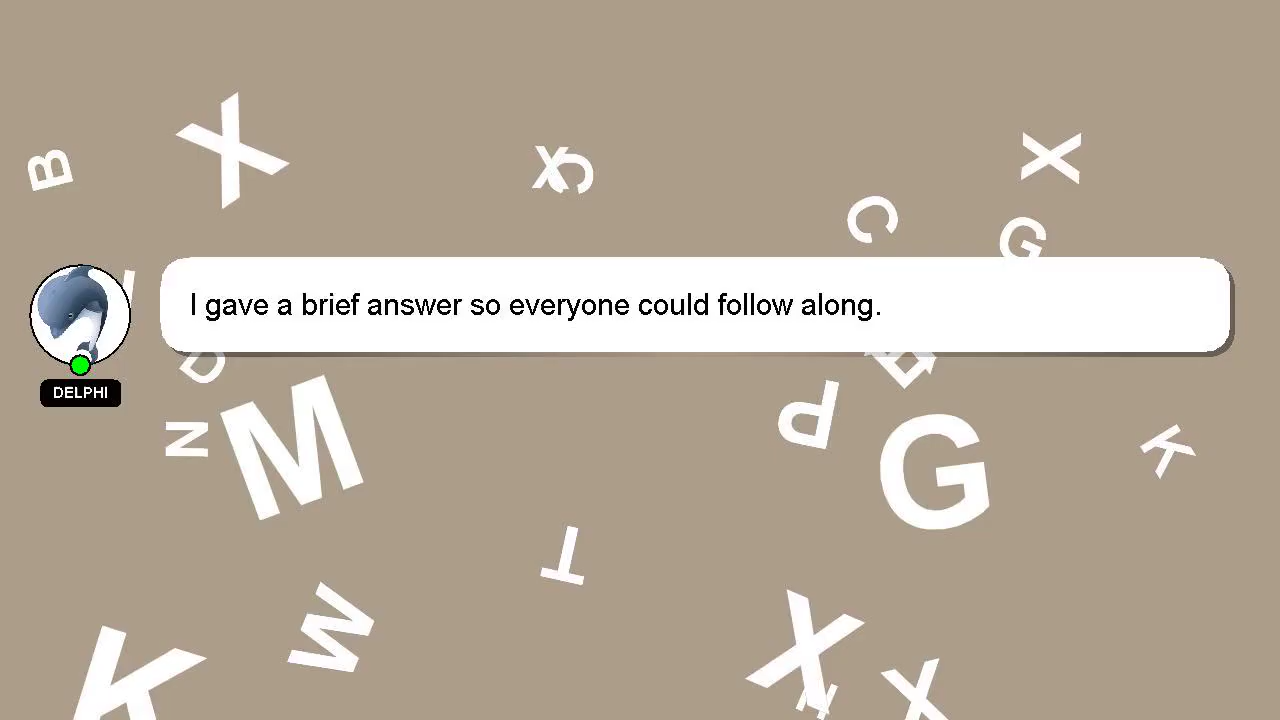 B
X
X
C
X
C
G
I gave a brief answer so everyone could follow along.
DELPHI
D
M
P
G
N
K
T
W
X
K
X